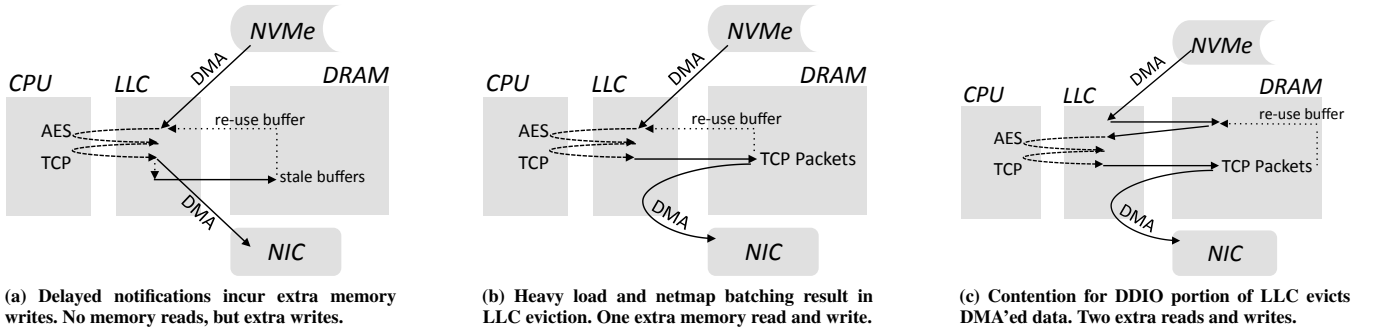 NVMe
DMA
CPU
LLC
DRAM
AES
re-use buffer
TCP
stale buffers
DMA
NIC
(a) Delayed notifications incur extra memory
writes. No memory reads, but extra writes.
NVMe
DMA
CPU
LLC
DRAM
AES
re-use buffer
TCP
TCP Packets
DMA
NIC
(b) Heavy load and netmap batching result in
LLC eviction. One extra memory read and write.
NVMe
DMA
CPU
LLC
DRAM
re-use buffer
AES
TCP
TCP Packets
DMA
NIC
(c) Contention for DDIO portion of LLC evicts
DMA'ed data. Two extra reads and writes.